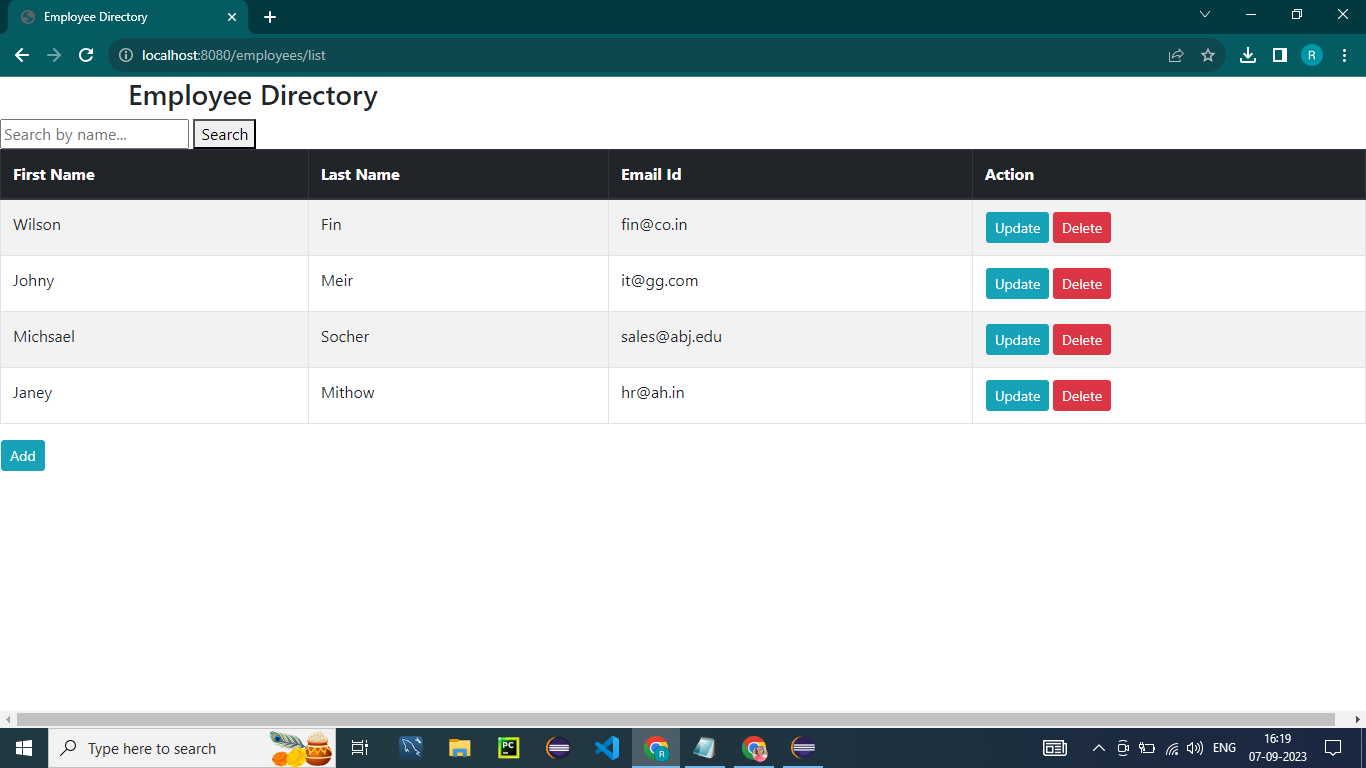 Employee Directory
localhost:8080/employees/list
R
Employee Directory
Search by name... Search
First Name Last Name Email Id Action
Wilson Fin fin@co.in Update Delete
Johny Meir it@gg.com Update Delete
Michsael Socher sales@abj.edu Update Delete
Janey Mithow hr@ah.in Update Delete
Add
Type here to search PC R ENG 16:19
07-09-2023